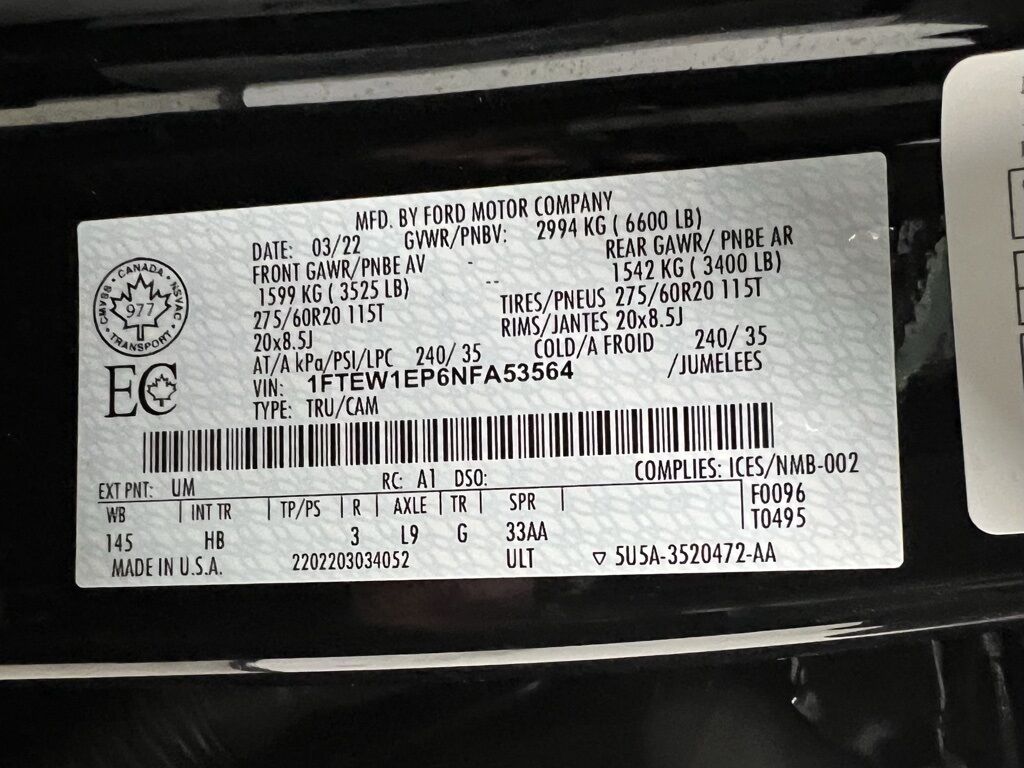 MFD. BY FORD MOTOR COMPANY
DATE: 03/22 GVWR/PNBV: 2994 KG ( 6600 LB)
FRONT GAWR/PNBE AV REAR GAWR/ PNBE AR
1599 KG ( 3525 LB) 1542 KG ( 3400 LB)
275/60R20 115T TIRES/PNEUS 275/60R20 115T
20x8.5J RIMS/JANTES 20x8.5J
AT/A kPa/PSI/LPC 240/ 35 COLD/A FROID 240/ 35
VIN: 1FTEW1EP6NFA53564 /JUMELEES
TYPE: TRU/CAM
CANADA
CMVSS • NSVAC
977
TRANSPORT
EC
COMPLIES: ICES/NMB-002
EXT PNT: UM RC: A1 DSO:
WB INT TR TP/PS R AXLE TR SPR F0096
145 HB 3 L9 G 33AA T0495
MADE IN U.S.A. 2202203034052 ULT ▽ 5U5A-3520472-AA